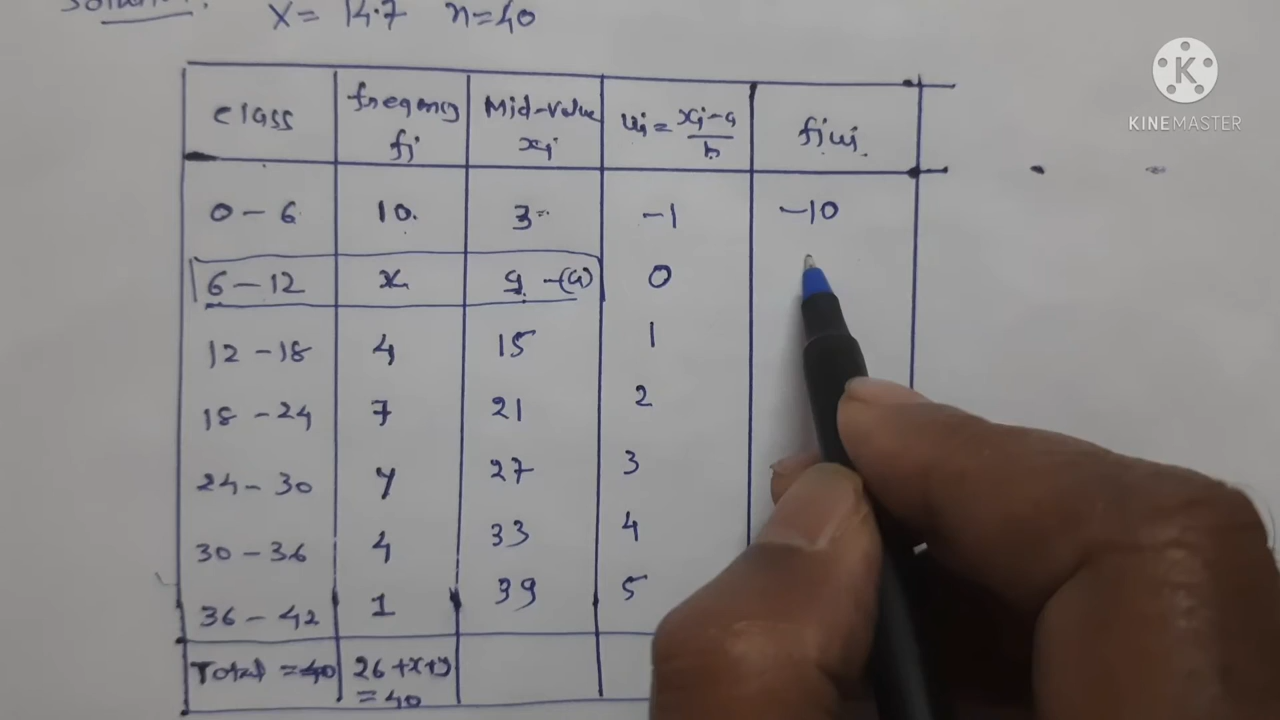 Solution:
X = 14.7 n=40
K
KINEMASTER
class freqency fi Mid-value xi ui = xi-a/h fiui
0-6 10 3 -1 -10
6-12 x 9 -(a) 0
12-18 4 15 1
18-24 7 21 2
24-30 y 27 3
30-36 4 33 4
36-42 1 39 5
Total = 40 26+x+y
= 40